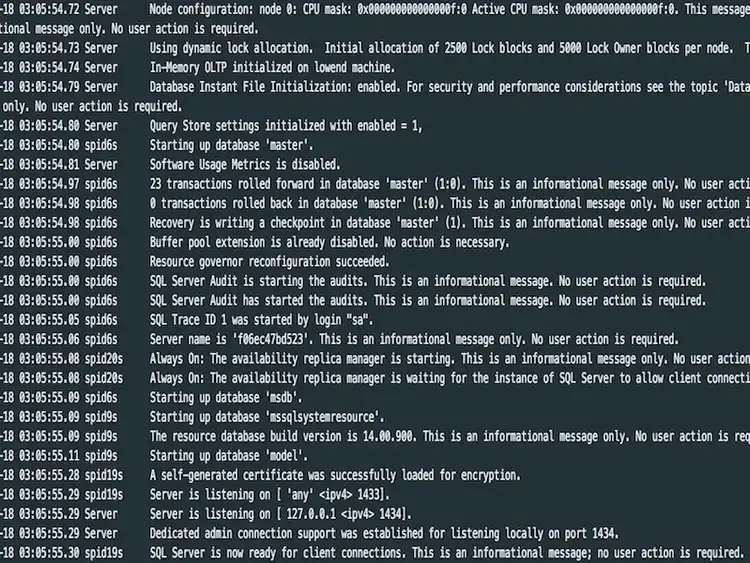 -18 03:05:54.72 Server Node configuration: node 0: CPU mask: 0x000000000000000f:0 Active CPU mask: 0x000000000000000f:0. This message
tional message only. No user action is required.
-18 03:05:54.73 Server Using dynamic lock allocation. Initial allocation of 2500 Lock blocks and 5000 Lock Owner blocks per node. T
-18 03:05:54.74 Server In-Memory OLTP initialized on lowend machine.
-18 03:05:54.79 Server Database Instant File Initialization: enabled. For security and performance considerations see the topic 'Data
only. No user action is required.
-18 03:05:54.80 Server Query Store settings initialized with enabled = 1,
-18 03:05:54.80 spid6s Starting up database 'master'.
-18 03:05:54.81 Server Software Usage Metrics is disabled.
-18 03:05:54.97 spid6s 23 transactions rolled forward in database 'master' (1:0). This is an informational message only. No user acti
-18 03:05:54.98 spid6s 0 transactions rolled back in database 'master' (1:0). This is an informational message only. No user action i
-18 03:05:54.98 spid6s Recovery is writing a checkpoint in database 'master' (1). This is an informational message only. No user acti
-18 03:05:55.00 spid6s Buffer pool extension is already disabled. No action is necessary.
-18 03:05:55.00 spid6s Resource governor reconfiguration succeeded.
-18 03:05:55.00 spid6s SQL Server Audit is starting the audits. This is an informational message. No user action is required.
-18 03:05:55.00 spid6s SQL Server Audit has started the audits. This is an informational message. No user action is required.
-18 03:05:55.05 spid6s SQL Trace ID 1 was started by login "sa".
-18 03:05:55.06 spid6s Server name is 'f06ec47bd523'. This is an informational message only. No user action is required.
-18 03:05:55.08 spid20s Always On: The availability replica manager is starting. This is an informational message only. No user action
-18 03:05:55.08 spid20s Always On: The availability replica manager is waiting for the instance of SQL Server to allow client connecti
-18 03:05:55.09 spid6s Starting up database 'msdb'.
-18 03:05:55.09 spid9s Starting up database 'mssqlsystemresource'.
-18 03:05:55.09 spid9s The resource database build version is 14.00.900. This is an informational message only. No user action is req
-18 03:05:55.11 spid9s Starting up database 'model'.
-18 03:05:55.28 spid19s A self-generated certificate was successfully loaded for encryption.
-18 03:05:55.29 spid19s Server is listening on [ 'any' <ipv4> 1433].
-18 03:05:55.29 Server Server is listening on [ 127.0.0.1 <ipv4> 1434].
-18 03:05:55.29 Server Dedicated admin connection support was established for listening locally on port 1434.
-18 03:05:55.30 spid19s SQL Server is now ready for client connections. This is an informational message; no user action is required.